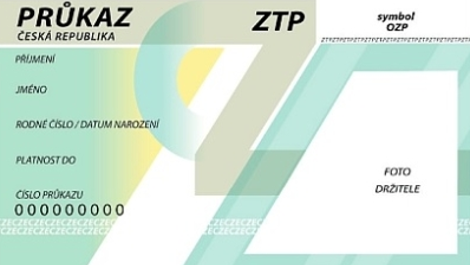 PRŮKAZ
ČESKÁ REPUBLIKA
ZTP
symbol
OZP
PŘÍJMENÍ
JMÉNO
RODNÉ ČÍSLO / DATUM NAROZENÍ
PLATNOST DO
ČÍSLO PRŮKAZU
000000000
FOTO
DRŽITELE